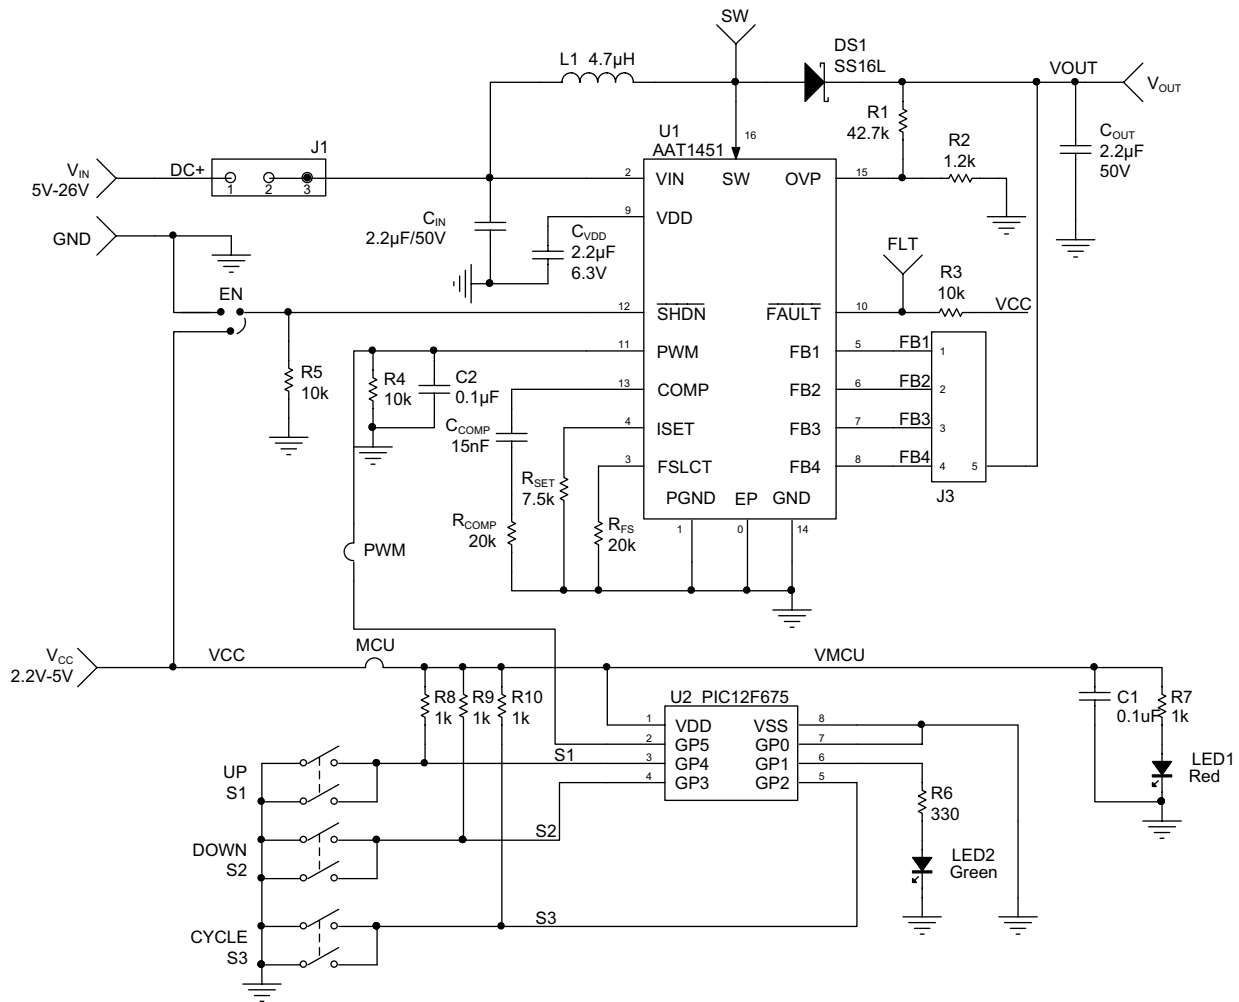 SW
L1 4.7µH
DS1
SS16L
VOUT
V_OUT
R1
42.7k
R2
1.2k
C_OUT
2.2µF
50V
U1
AAT1451
16
J1
V_IN
5V-26V
DC+
1 2 3
2 VIN SW OVP 15
9 VDD
GND
C_IN
2.2µF/50V
C_VDD
2.2µF
6.3V
FLT
R3
10k
VCC
EN
12 SHDN FAULT 10
11 PWM FB1 5 FB1 1
13 COMP FB2 6 FB2 2
4 ISET FB3 7 FB3 3
3 FSLCT FB4 8 FB4 4 5
J3
PGND EP GND
1 0 14
R5
10k
R4
10k
C2
0.1µF
C_COMP
15nF
R_SET
7.5k
R_COMP
20k
R_FS
20k
PWM
V_CC
2.2V-5V
VCC
MCU
VMCU
R8
1k
R9
1k
R10
1k
U2 PIC12F675
1 VDD VSS 8
2 GP5 GP0 7
3 GP4 GP1 6
4 GP3 GP2 5
C1
0.1uF
R7
1k
LED1
Red
R6
330
LED2
Green
UP
S1
S1
DOWN
S2
S2
CYCLE
S3
S3